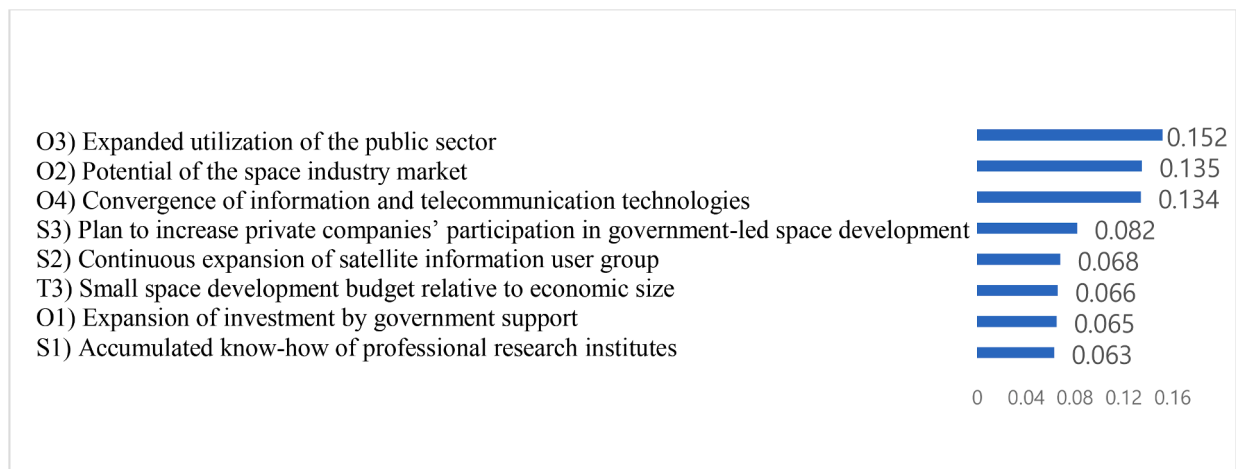 O3) Expanded utilization of the public sector 0.152
O2) Potential of the space industry market 0.135
O4) Convergence of information and telecommunication technologies 0.134
S3) Plan to increase private companies’ participation in government-led space development 0.082
S2) Continuous expansion of satellite information user group 0.068
T3) Small space development budget relative to economic size 0.066
O1) Expansion of investment by government support 0.065
S1) Accumulated know-how of professional research institutes 0.063
0 0.04 0.08 0.12 0.16